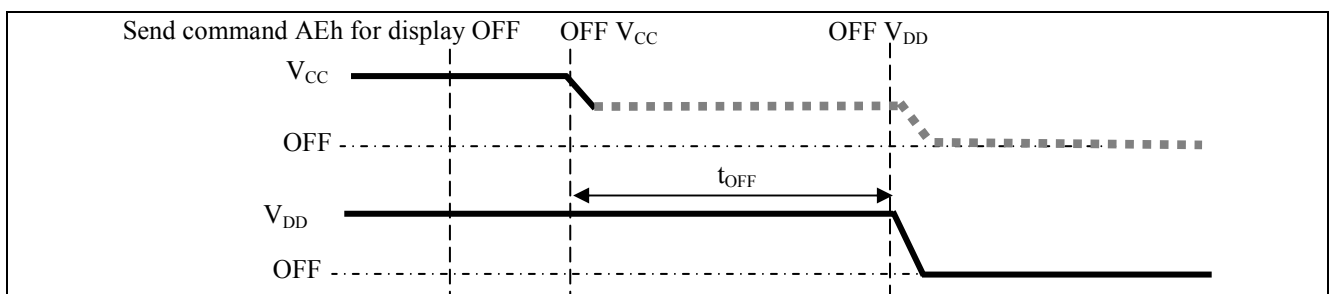 Send command AEh for display OFF OFF VCC OFF VDD
VCC
OFF
tOFF
VDD
OFF